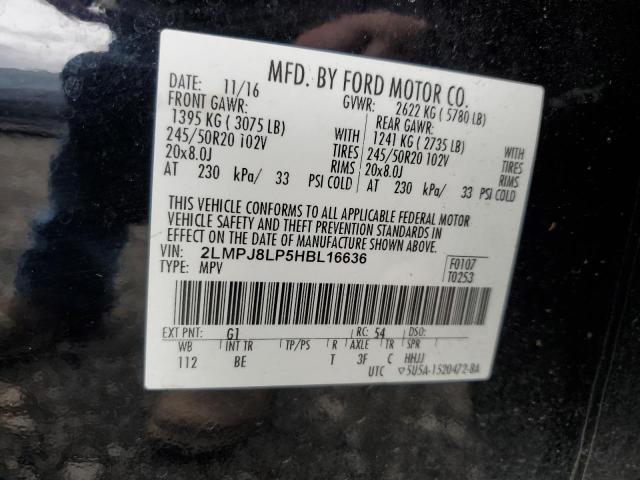 MFD. BY FORD MOTOR CO.
DATE: 11/16 GVWR: 2622 KG ( 5780 LB)
FRONT GAWR: REAR GAWR:
1395 KG ( 3075 LB) WITH 1241 KG ( 2735 LB) WITH
245/50R20 102V TIRES 245/50R20 102V TIRES
20x8.0J RIMS 20x8.0J RIMS
AT 230 kPa/ 33 PSI COLD AT 230 kPa/ 33 PSI COLD
THIS VEHICLE CONFORMS TO ALL APPLICABLE FEDERAL MOTOR
VEHICLE SAFETY AND THEFT PREVENTION STANDARDS IN
EFFECT ON THE DATE OF MANUFACTURE SHOWN ABOVE.
VIN: 2LMPJ8LP5HBL16636 F0107
TYPE: MPV T0253
EXT PNT: G1 RC: 54 DSO:
WB INT TR TP/PS R AXLE TR SPR
112 BE T 3F C HHJJ
UTC 5U5A-1520472-BA